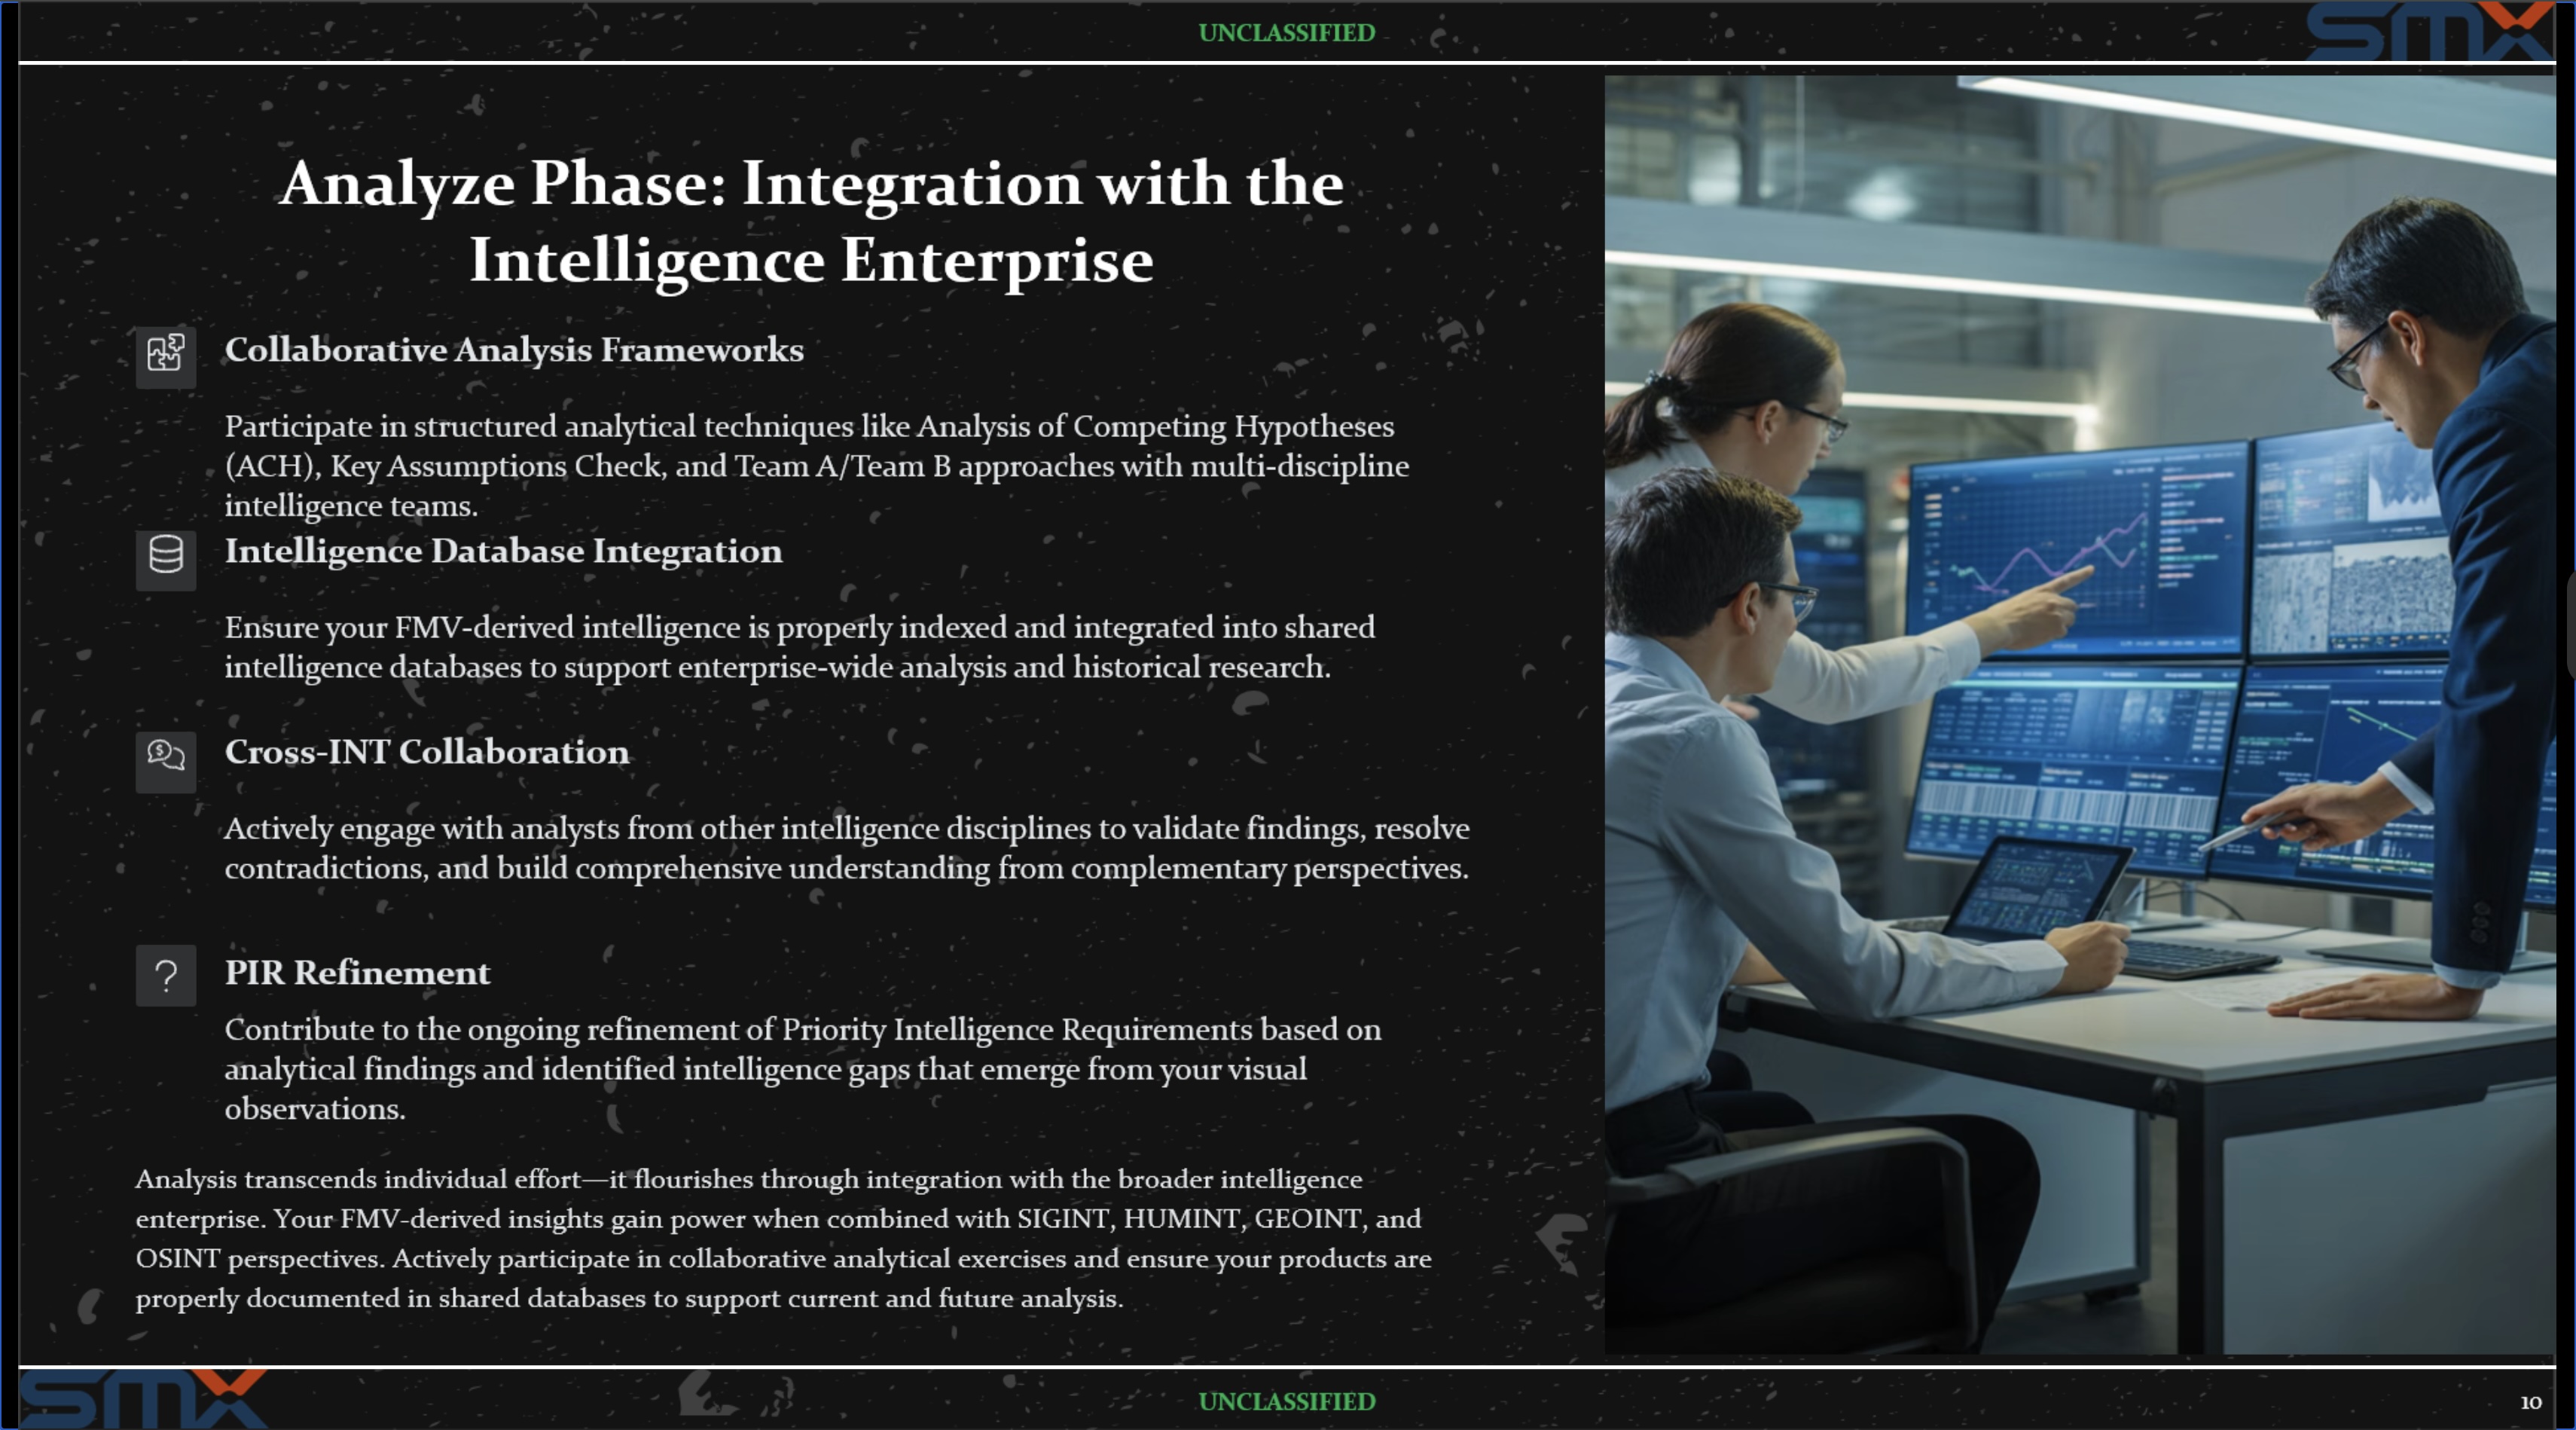 UNCLASSIFIED
SMX
Analyze Phase: Integration with the
Intelligence Enterprise
Collaborative Analysis Frameworks
Participate in structured analytical techniques like Analysis of Competing Hypotheses
(ACH), Key Assumptions Check, and Team A/Team B approaches with multi-discipline
intelligence teams.
Intelligence Database Integration
Ensure your FMV-derived intelligence is properly indexed and integrated into shared
intelligence databases to support enterprise-wide analysis and historical research.
Cross-INT Collaboration
Actively engage with analysts from other intelligence disciplines to validate findings, resolve
contradictions, and build comprehensive understanding from complementary perspectives.
?
PIR Refinement
Contribute to the ongoing refinement of Priority Intelligence Requirements based on
analytical findings and identified intelligence gaps that emerge from your visual
observations.
Analysis transcends individual effort—it flourishes through integration with the broader intelligence
enterprise. Your FMV-derived insights gain power when combined with SIGINT, HUMINT, GEOINT, and
OSINT perspectives. Actively participate in collaborative analytical exercises and ensure your products are
properly documented in shared databases to support current and future analysis.
SMX
UNCLASSIFIED
10